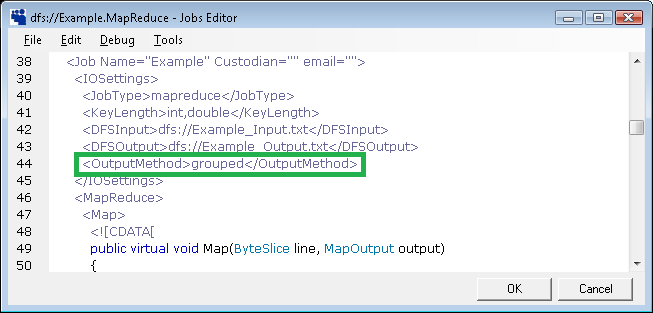 dfs://Example.MapReduce - Jobs Editor
File Edit Debug Tools
38 <Job Name="Example" Custodian="" email="">
39 <IOSettings>
40 <JobType>mapreduce</JobType>
41 <KeyLength>int,double</KeyLength>
42 <DFSInput>dfs://Example_Input.txt</DFSInput>
43 <DFSOutput>dfs://Example_Output.txt</DFSOutput>
44 <OutputMethod>grouped</OutputMethod>
45 </IOSettings>
46 <MapReduce>
47 <Map>
48 <![CDATA[
49 public virtual void Map(ByteSlice line, MapOutput output)
50 {
OK Cancel